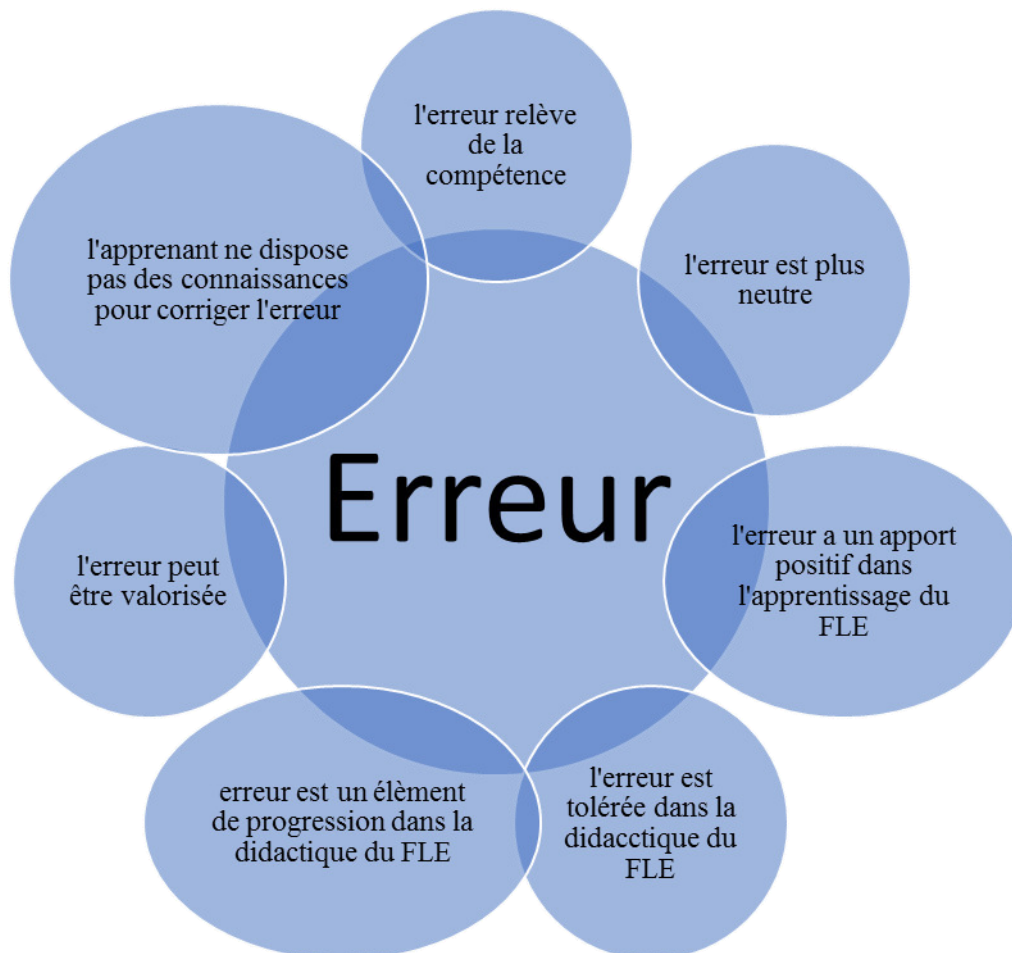 l'erreur relève
de la
compétence
l'erreur est plus
neutre
l'erreur a un apport
positif dans
l'apprentissage du
FLE
l'erreur est
tolérée dans la
didacctique du
FLE
erreur est un élèment
de progression dans la
didactique du FLE
l'erreur peut
être valorisée
l'apprenant ne dispose
pas des connaissances
pour corriger l'erreur
Erreur